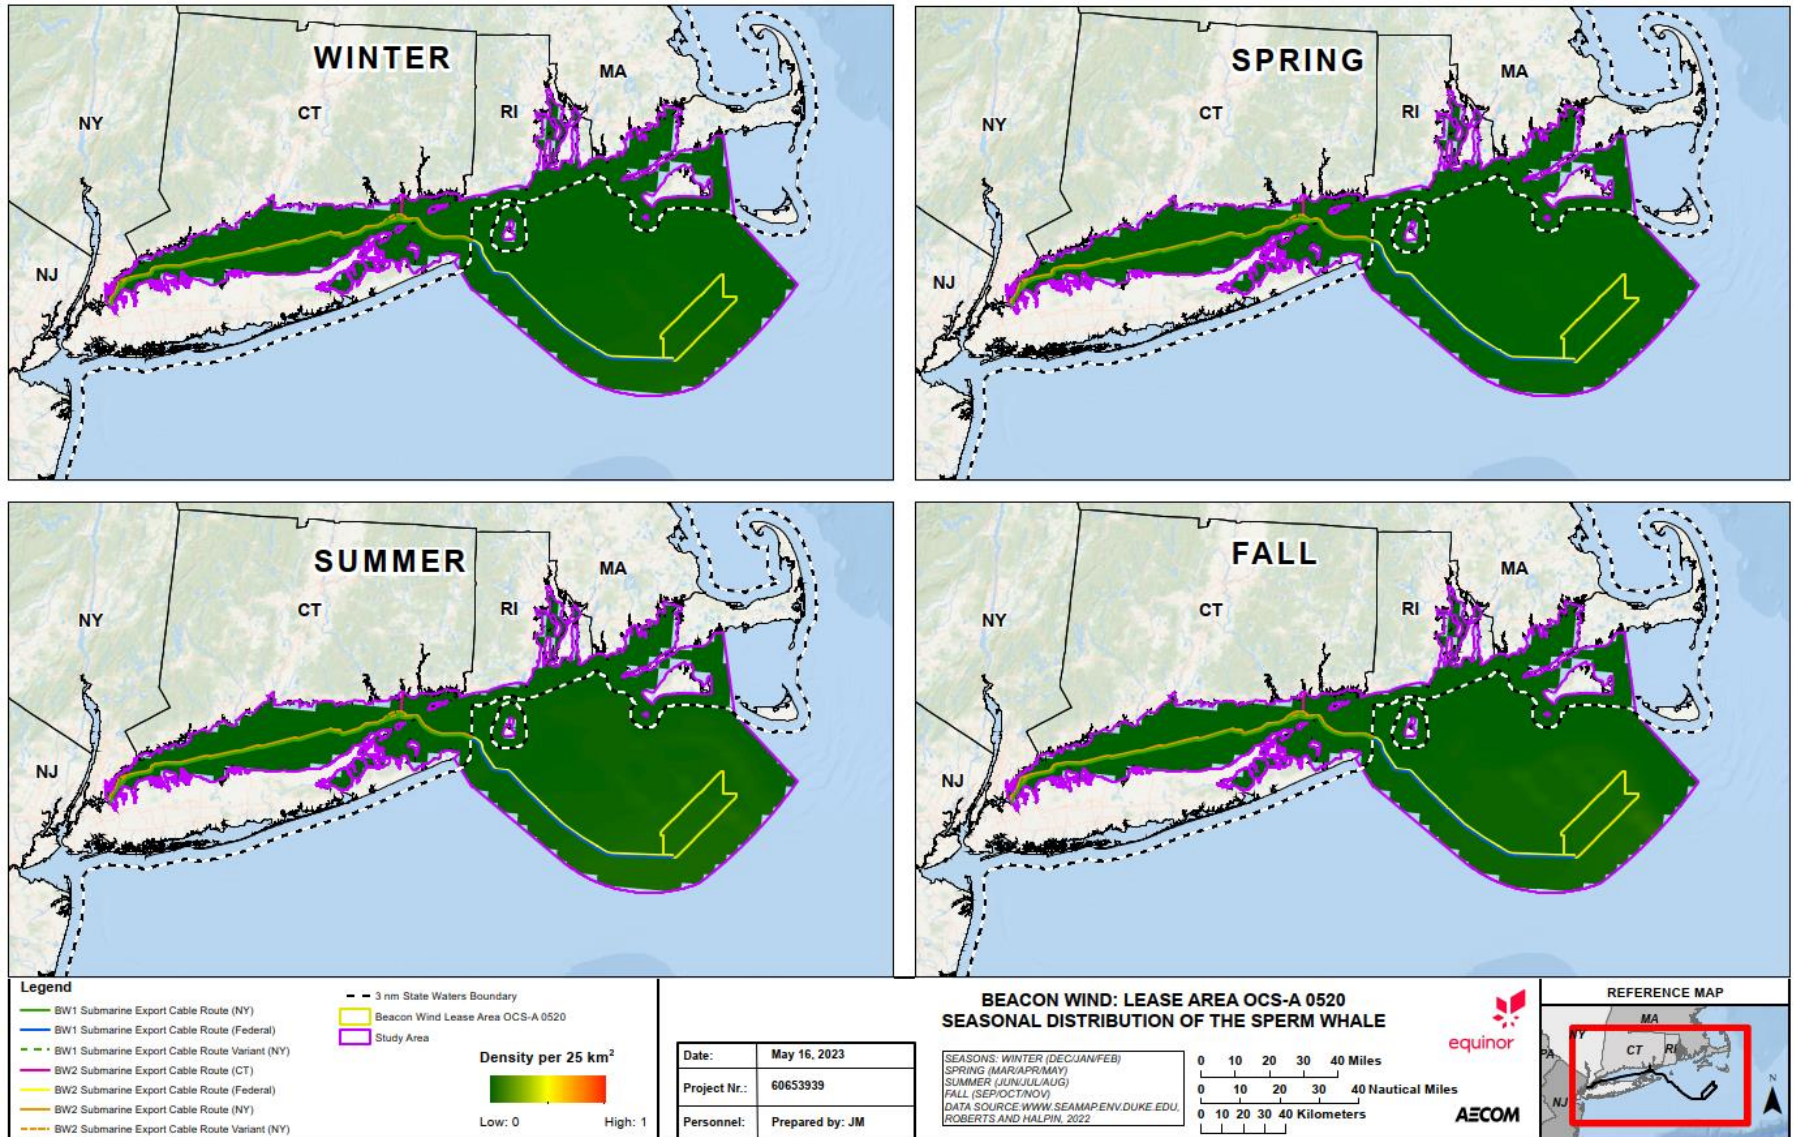 WINTER
MA
RI
CT
NY
NJ
SPRING
MA
RI
CT
NY
NJ
SUMMER
MA
RI
CT
NY
NJ
FALL
MA
RI
CT
NY
NJ
Legend
BW1 Submarine Export Cable Route (NY)
BW1 Submarine Export Cable Route (Federal)
BW1 Submarine Export Cable Route Variant (NY)
BW2 Submarine Export Cable Route (CT)
BW2 Submarine Export Cable Route (Federal)
BW2 Submarine Export Cable Route (NY)
BW2 Submarine Export Cable Route Variant (NY)
3 nm State Waters Boundary
Beacon Wind Lease Area OCS-A 0520
Study Area
Density per 25 km²
Low: 0 High: 1
Date: May 16, 2023
Project Nr.: 60653939
Personnel: Prepared by: JM
BEACON WIND: LEASE AREA OCS-A 0520
SEASONAL DISTRIBUTION OF THE SPERM WHALE
SEASONS: WINTER (DEC/JAN/FEB)
SPRING (MAR/APR/MAY)
SUMMER (JUN/JUL/AUG)
FALL (SEP/OCT/NOV)
DATA SOURCE:WWW.SEAMAP.ENV.DUKE.EDU,
ROBERTS AND HALPIN, 2022
0 10 20 30 40 Miles
0 10 20 30 40 Nautical Miles
0 10 20 30 40 Kilometers
equinor
AECOM
REFERENCE MAP
MA
NY
CT
RI
PA
NJ
N